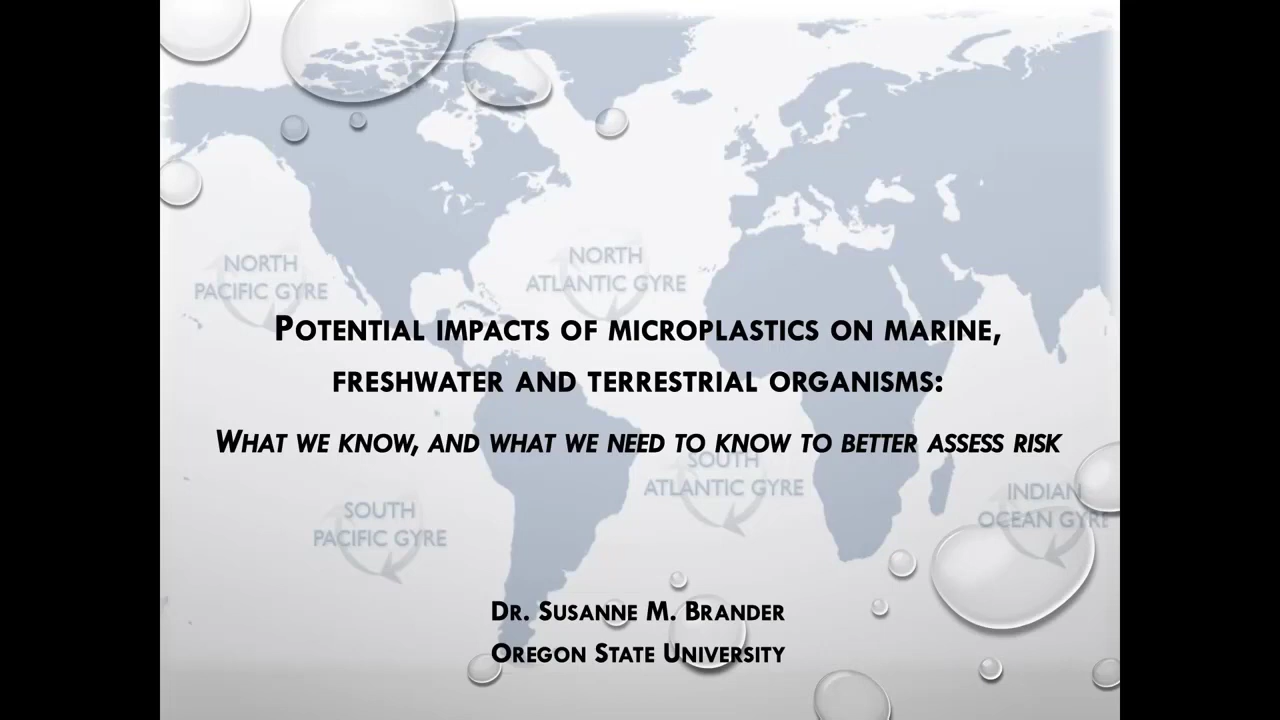 NORTH
PACIFIC GYRE
NORTH
ATLANTIC GYRE
POTENTIAL IMPACTS OF MICROPLASTICS ON MARINE,
FRESHWATER AND TERRESTRIAL ORGANISMS:
WHAT WE KNOW, AND WHAT WE NEED TO KNOW TO BETTER ASSESS RISK
SOUTH
ATLANTIC GYRE
INDIAN
OCEAN GYRE
SOUTH
PACIFIC GYRE
DR. SUSANNE M. BRANDER
OREGON STATE UNIVERSITY